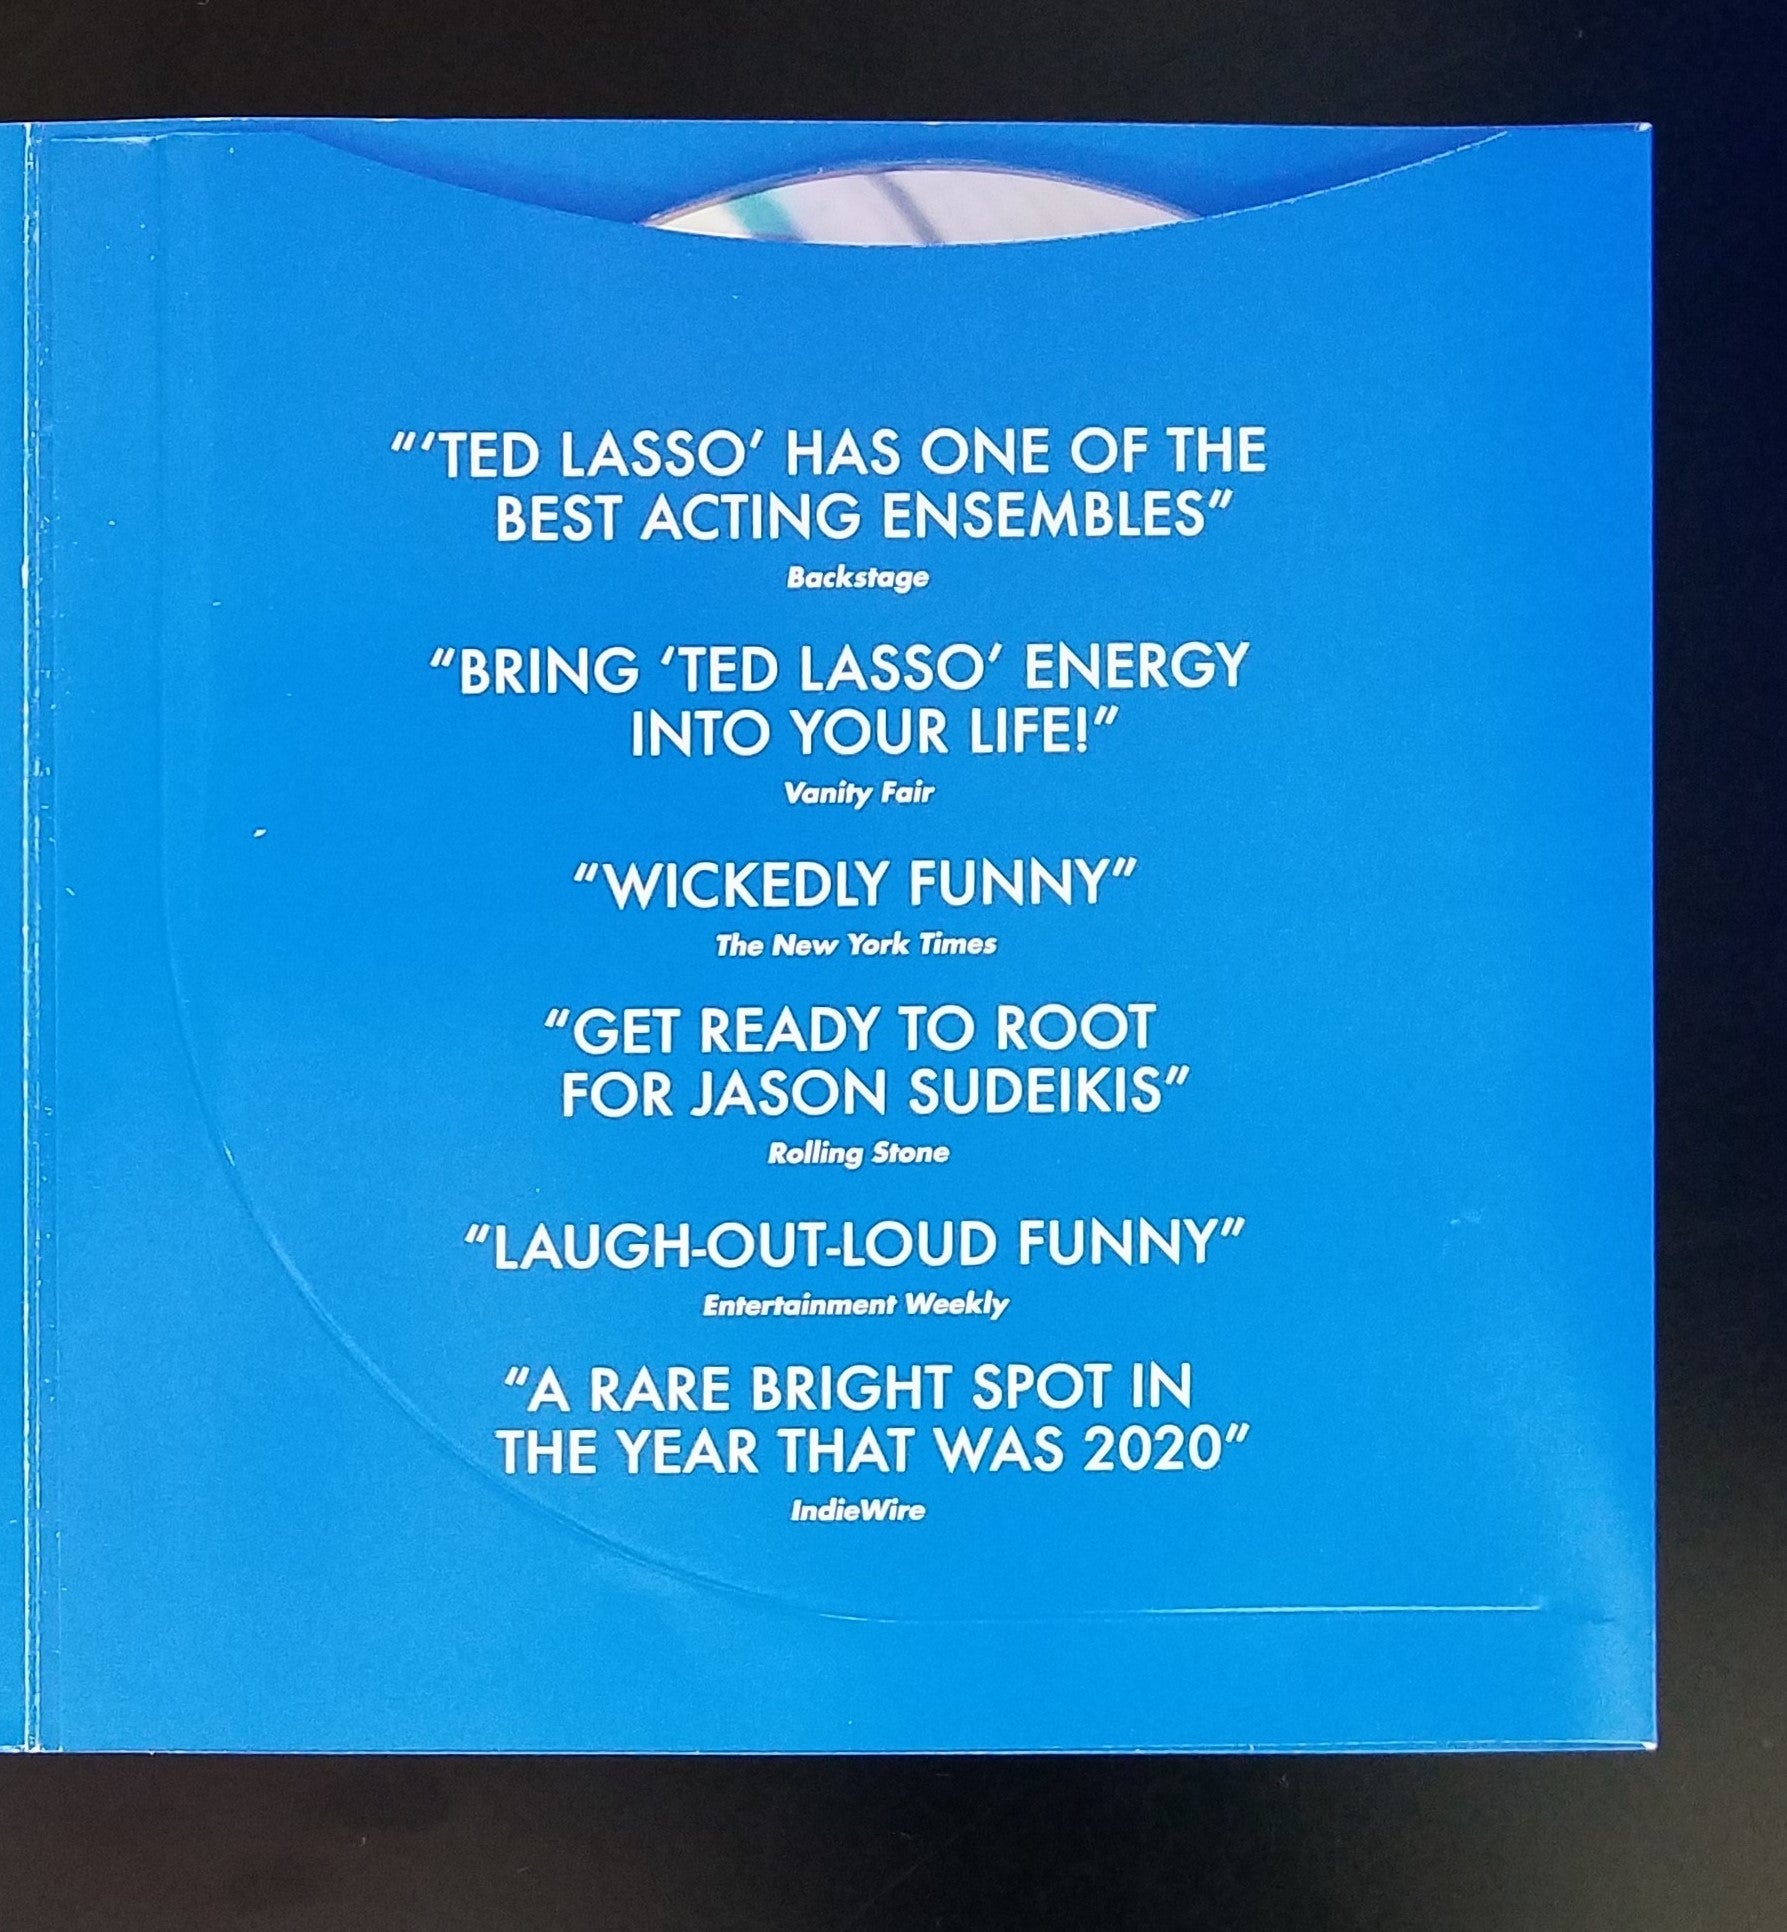 “‘TED LASSO’ HAS ONE OF THE
BEST ACTING ENSEMBLES”
Backstage
“BRING ‘TED LASSO’ ENERGY
INTO YOUR LIFE!”
Vanity Fair
“WICKEDLY FUNNY”
The New York Times
“GET READY TO ROOT
FOR JASON SUDEIKIS”
Rolling Stone
“LAUGH-OUT-LOUD FUNNY”
Entertainment Weekly
“A RARE BRIGHT SPOT IN
THE YEAR THAT WAS 2020”
IndieWire